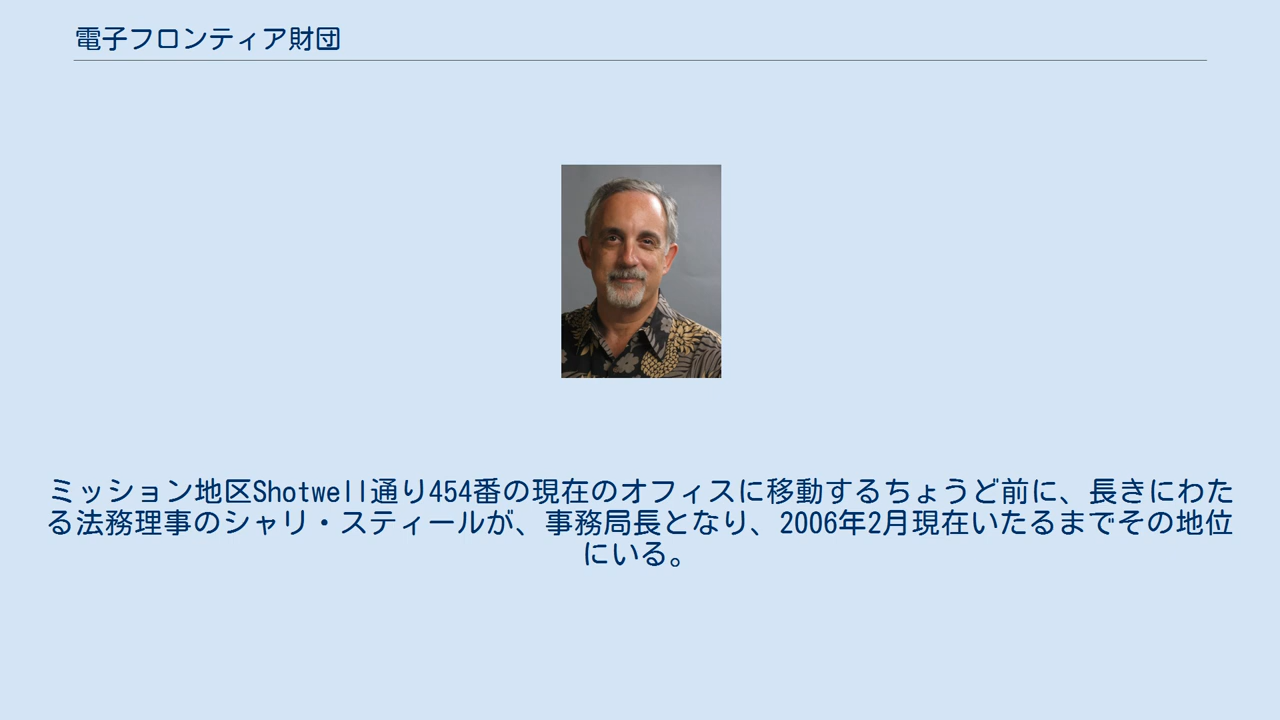 電子フロンティア財団
ミッション地区Shotwell通り454番の現在のオフィスに移動するちょうど前に、長きにわた
る法務理事のシャリ・スティールが、事務局長となり、2006年2月現在いたるまでその地位
にいる。